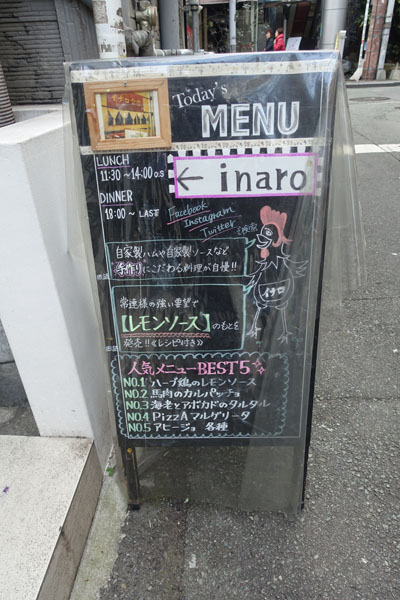 Today's
MENU
LUNCH
11:30 ~14:00 O.S
DINNER
18:00 ~ LAST
← inaro
Facebook
Instagram
Twitter
で検索
イナロ
自家製ハムや自家製ソースなど
手作りにこだわる料理が自慢!!
常連様の強い要望で
【レモンソース】のもとを
発売!!《レシピ付き》
人気メニューBEST5
NO.1 ハーブ鶏のレモンソース
NO.2 馬肉のカルパッチョ
NO.3 海老とアボカドのタルタル
NO.4 PizzA マルゲリータ
NO.5 アヒージョ 各種